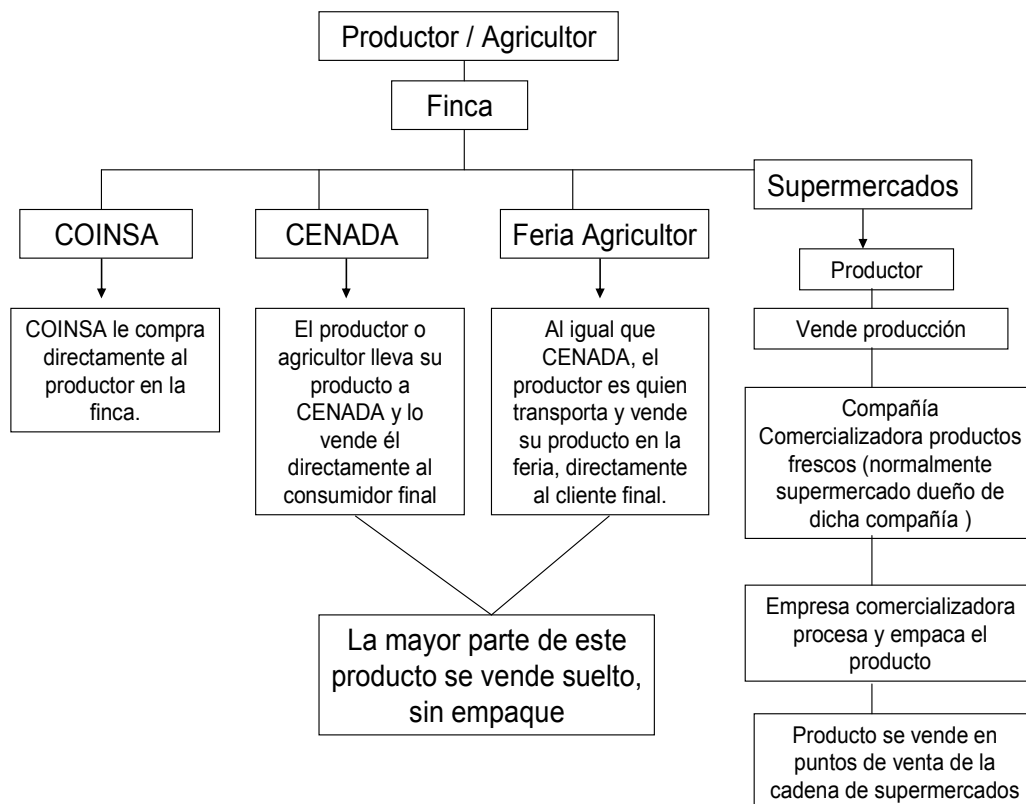 Productor / Agricultor
Finca
COINSA
CENADA
Feria Agricultor
Supermercados
COINSA le compra
directamente al
productor en la
finca.
El productor o
agricultor lleva su
producto a
CENADA y lo
vende él
directamente al
consumidor final
Al igual que
CENADA, el
productor es quien
transporta y vende
su producto en la
feria, directamente
al cliente final.
La mayor parte de este
producto se vende suelto,
sin empaque
Productor
Vende producción
Compañía
Comercializadora productos
frescos (normalmente
supermercado dueño de
dicha compañía )
Empresa comercializadora
procesa y empaca el
producto
Producto se vende en
puntos de venta de la
cadena de supermercados